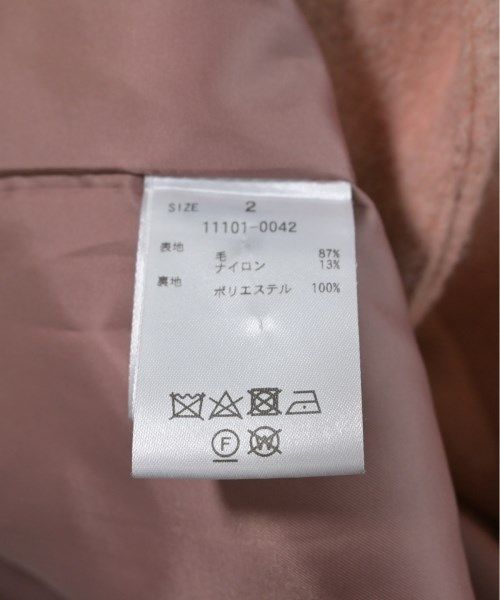 SIZE 2
11101-0042
表地 毛 87%
ナイロン 13%
裏地 ポリエステル 100%
F W